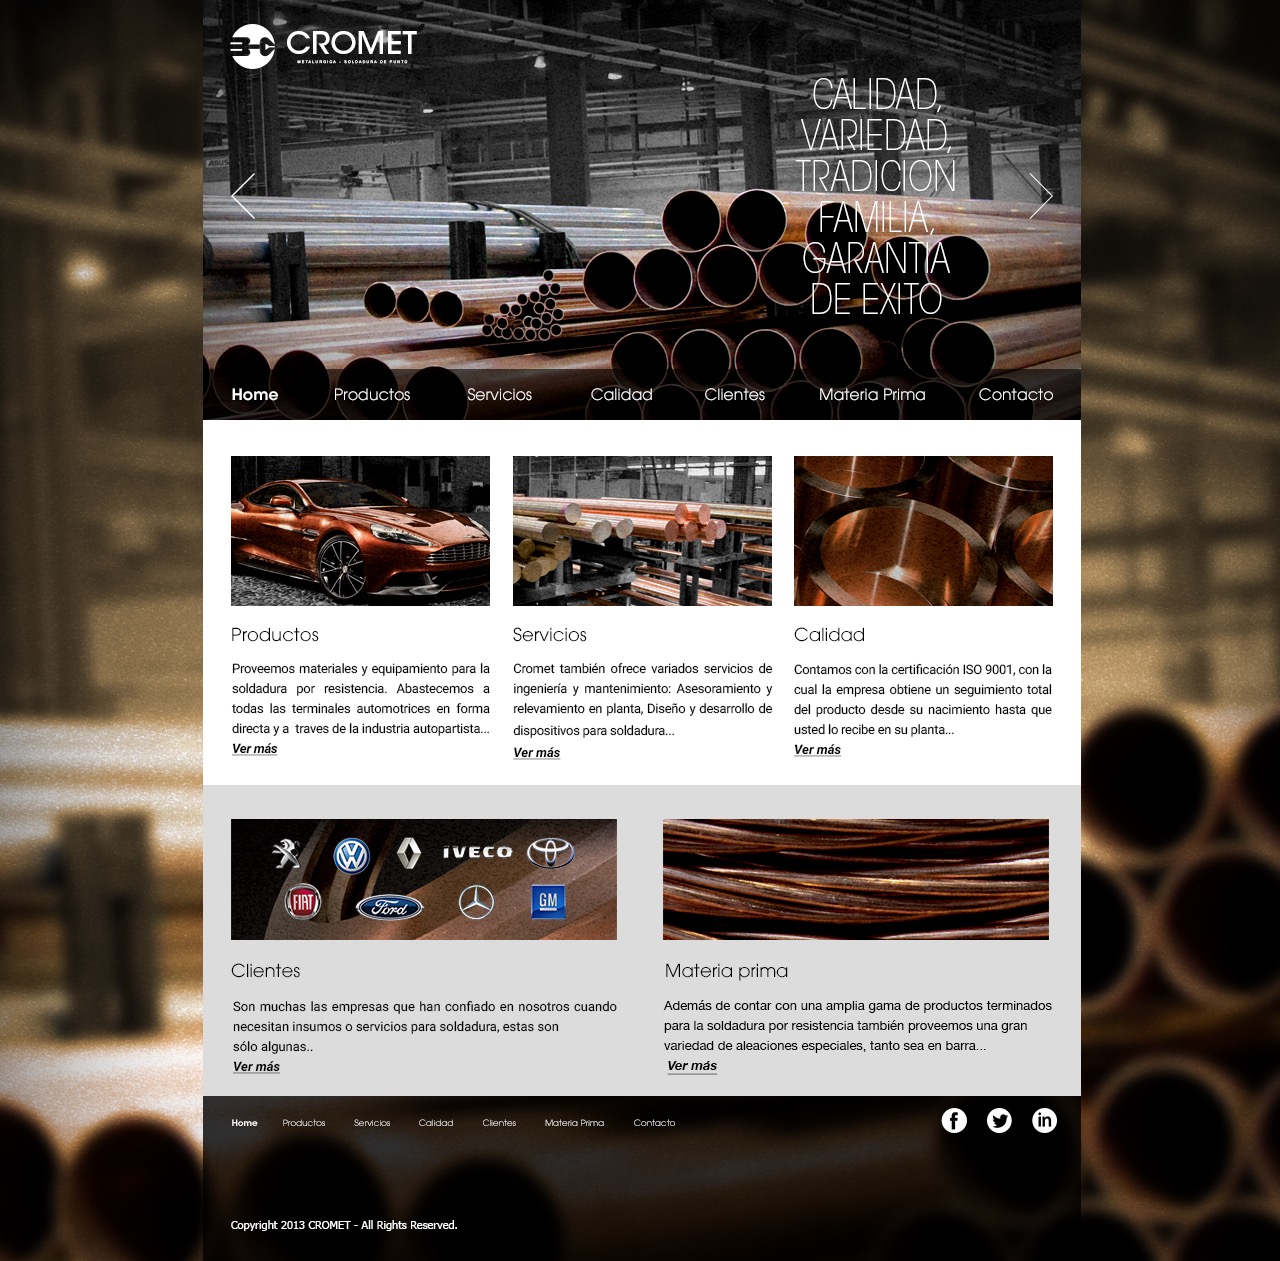 CROMET
METALURGICA - SOLDADURA DE PUNTO
CALIDAD,
VARIEDAD,
TRADICION
FAMILIA,
GARANTIA
DE EXITO
Home Productos Servicios Calidad Clientes Materia Prima Contacto
Productos
Proveemos materiales y equipamiento para la
soldadura por resistencia. Abastecemos a
todas las terminales automotrices en forma
directa y a traves de la industria autopartista...
Ver más
Servicios
Cromet también ofrece variados servicios de
ingeniería y mantenimiento: Asesoramiento y
relevamiento en planta, Diseño y desarrollo de
dispositivos para soldadura...
Ver más
Calidad
Contamos con la certificación ISO 9001, con la
cual la empresa obtiene un seguimiento total
del producto desde su nacimiento hasta que
usted lo recibe en su planta...
Ver más
IVECO
FIAT Ford GM
Clientes
Son muchas las empresas que han confiado en nosotros cuando
necesitan insumos o servicios para soldadura, estas son
sólo algunas..
Ver más
Materia prima
Además de contar con una amplia gama de productos terminados
para la soldadura por resistencia también proveemos una gran
variedad de aleaciones especiales, tanto sea en barra...
Ver más
Home Productos Servicios Calidad Clientes Materia Prima Contacto
Copyright 2013 CROMET - All Rights Reserved.